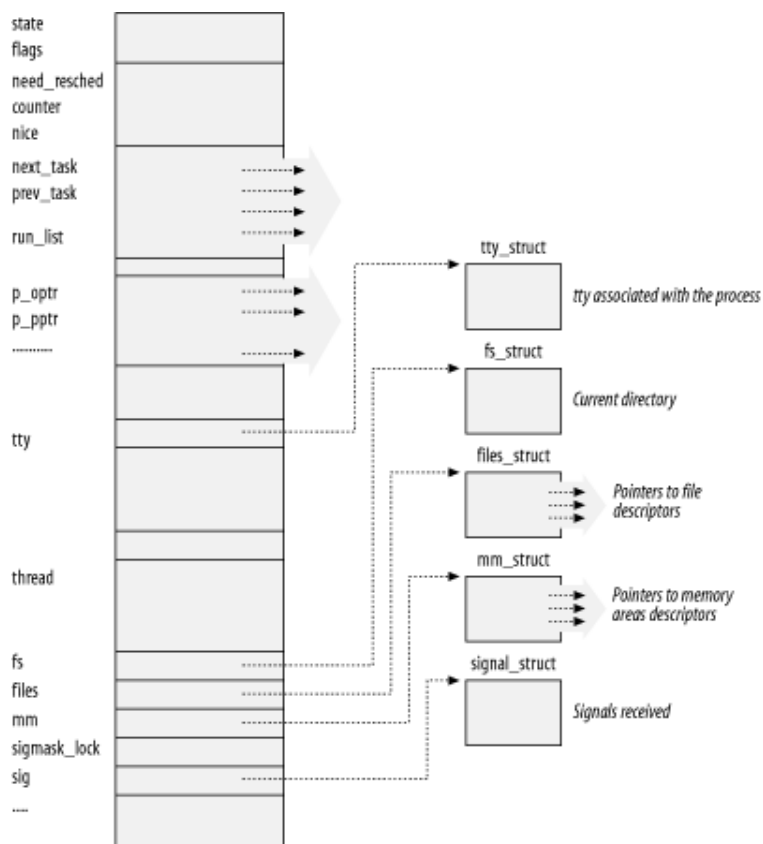 state
flags
need_resched
counter
nice
next_task
prev_task
run_list
p_optr
p_pptr
..........
tty
thread
fs
files
mm
sigmask_lock
sig
.....
tty_struct
tty associated with the process
fs_struct
Current directory
files_struct
Pointers to file
descriptors
mm_struct
Pointers to memory
areas descriptors
signal_struct
Signals received